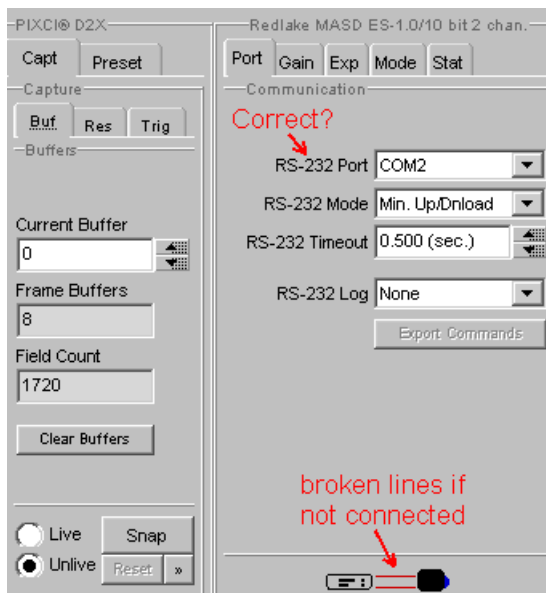 PIXCI® D2X
Capt Preset
Capture
Buf Res Trig
Buffers
Current Buffer
0
Frame Buffers
8
Field Count
1720
Clear Buffers
Live
Snap
Unlive
Reset »
Redlake MASD ES-1.0/10 bit 2 chan.
Port Gain Exp Mode Stat
Communication
Correct?
RS-232 Port COM2
RS-232 Mode Min. Up/Dnload
RS-232 Timeout 0.500 (sec.)
RS-232 Log None
Export Commands
broken lines if
not connected